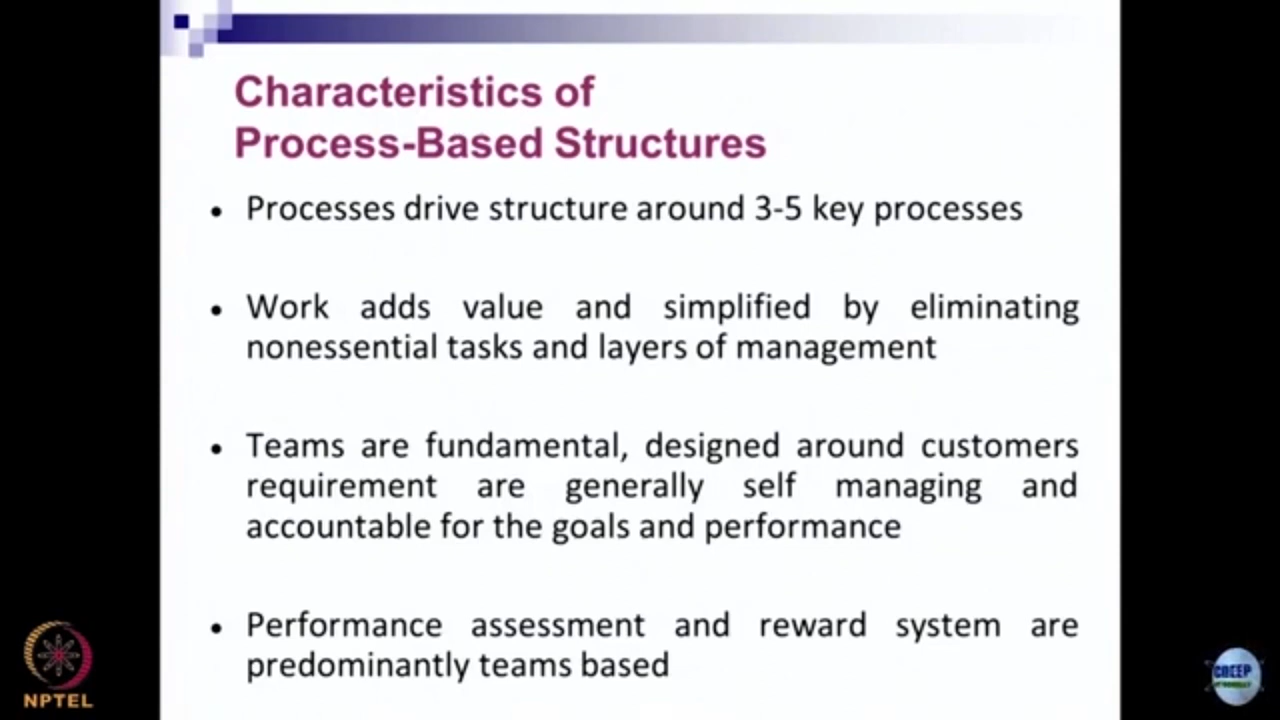 Characteristics of
Process-Based Structures
• Processes drive structure around 3-5 key processes
• Work adds value and simplified by eliminating
nonessential tasks and layers of management
• Teams are fundamental, designed around customers
requirement are generally self managing and
accountable for the goals and performance
• Performance assessment and reward system are
predominantly teams based
NPTEL